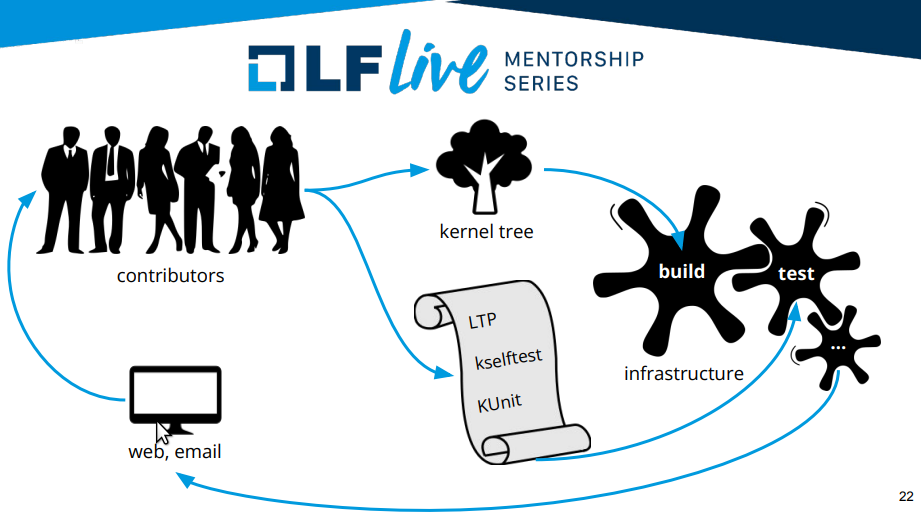 LF Live MENTORSHIP
SERIES
contributors
kernel tree
build
test
...
infrastructure
LTP
kselftest
KUnit
web, email
22